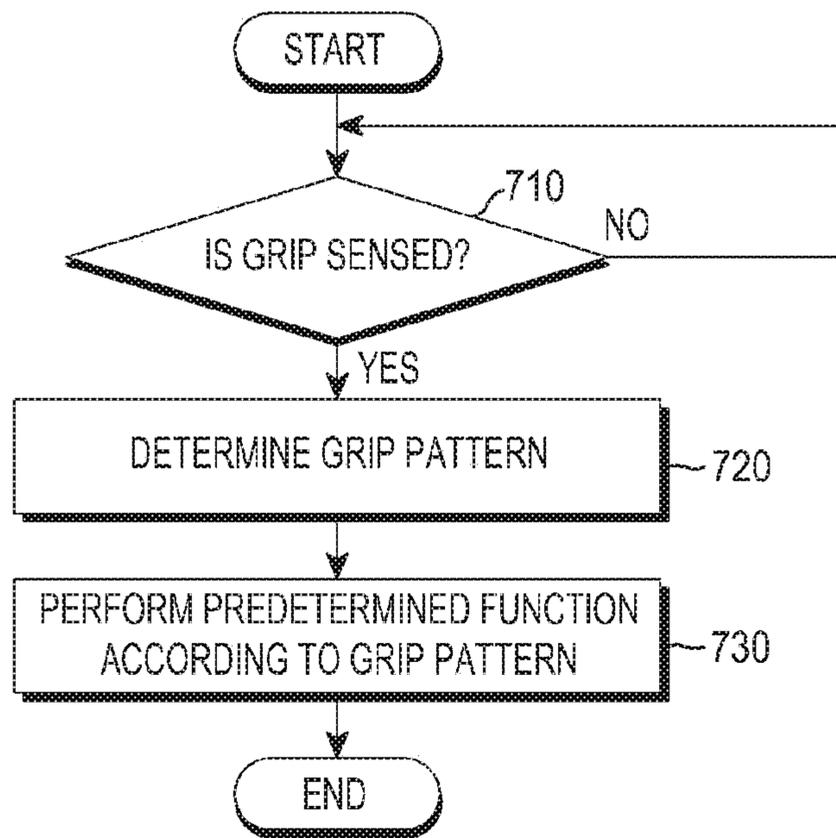 START
710
IS GRIP SENSED?
NO
YES
DETERMINE GRIP PATTERN
720
PERFORM PREDETERMINED FUNCTION
ACCORDING TO GRIP PATTERN
730
END